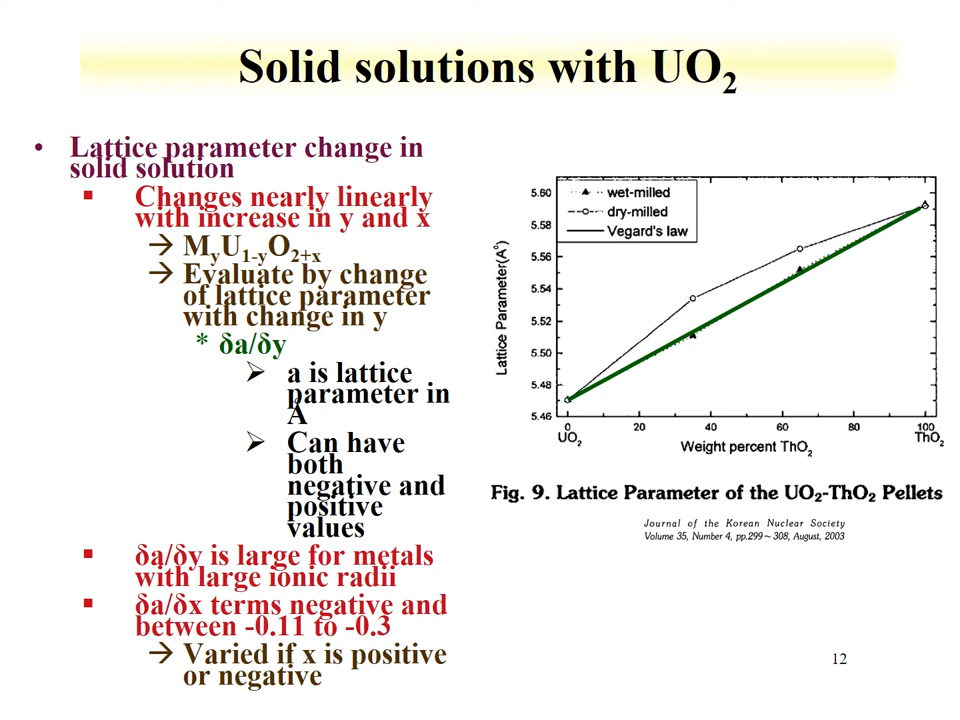 Solid solutions with UO2
• Lattice parameter change in
solid solution
▪ Changes nearly linearly
with increase in y and x
→ MyU1-yO2+x
→ Evaluate by change
of lattice parameter
with change in y
* δa/δy
➢ a is lattice
parameter in
Å
➢ Can have
both
negative and
positive
values
▪ δa/δy is large for metals
with large ionic radii
▪ δa/δx terms negative and
between -0.11 to -0.3
→ Varied if x is positive
or negative
wet-milled
dry-milled
Vegard's law
Lattice Parameter(A°)
5.60
5.58
5.56
5.54
5.52
5.50
5.48
5.46
0 20 40 60 80 100
UO2 ThO2
Weight percent ThO2
Fig. 9. Lattice Parameter of the UO2-ThO2 Pellets
Journal of the Korean Nuclear Society
Volume 35, Number 4, pp.299~308, August, 2003
12